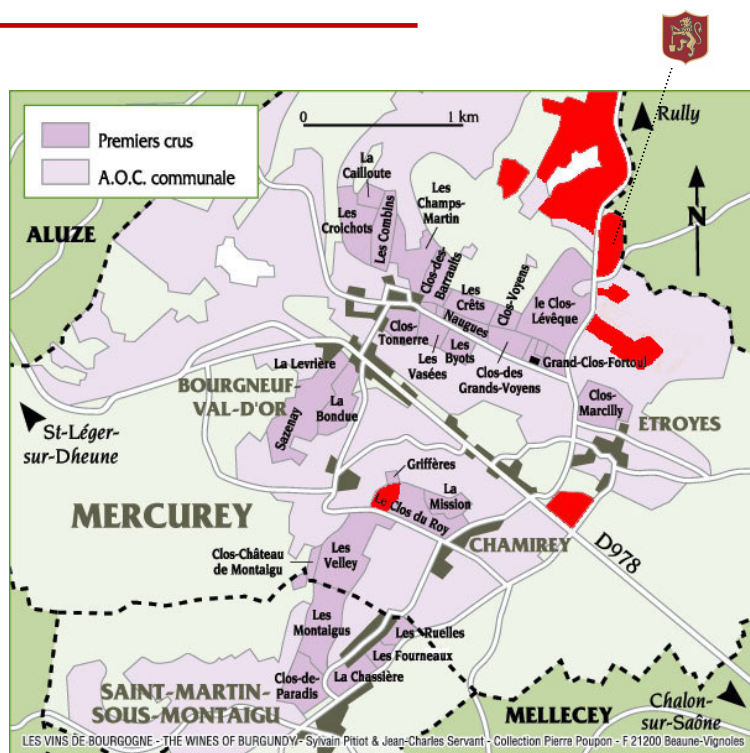 Premiers crus
A.O.C. communale
0
1 km
Rully
N
ALUZE
La
Cailloute
Les
Champs-
Martin
Les
Croichots
Les Combins
Clos-des-
Barraults
Les
Crêts
Clos-Voyens
le Clos-
Lévêque
Naugues
Clos-
Tonnerre
Les
Vasées
Les
Byots
Clos-des
Grands-Voyens
Grand-Clos-Fortoul
La Levrière
BOURGNEUF-
VAL-D'OR
La
Bondue
Sazenay
Clos-
Marcilly
ETROYES
St-Léger-
sur-Dheune
Griffères
La
Mission
Le Clos du Roy
MERCUREY
CHAMIREY
D978
Clos-Château
de Montaigu
Les
Velley
Les
Montaigus
Les Ruelles
Les Fourneaux
La Chassière
Clos-de-
Paradis
SAINT-MARTIN-
SOUS-MONTAIGU
MELLECEY
Chalon-
sur-Saône
LES VINS DE BOURGOGNE - THE WINES OF BURGUNDY - Sylvain Pitiot & Jean-Charles Servant - Collection Pierre Poupon - F 21200 Beaune-Vignoles